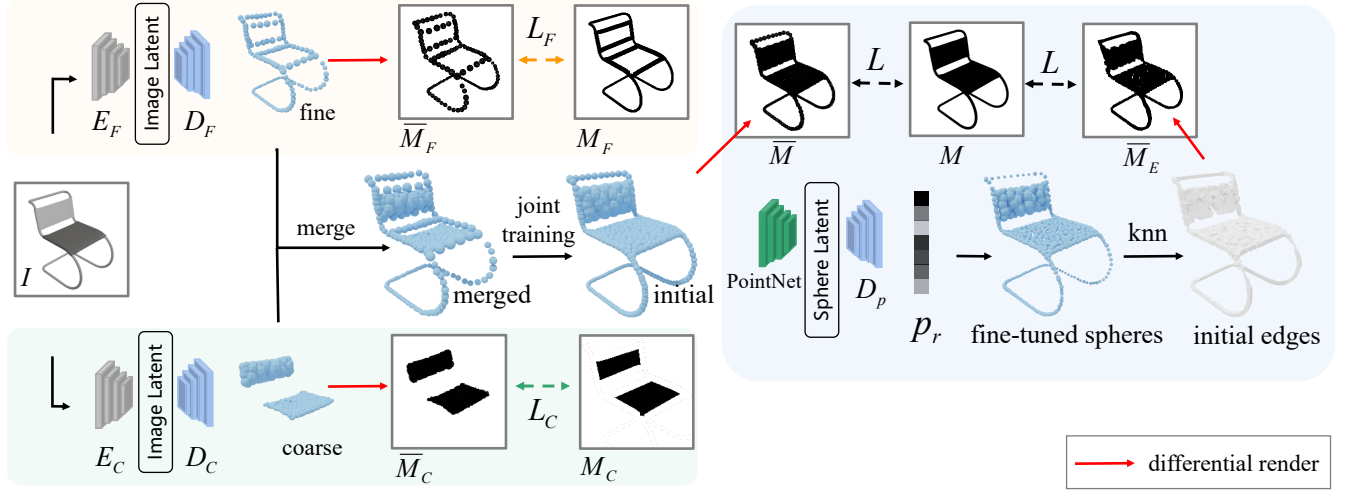 Image Latent
E_F
D_F
fine
M̅_F
L_F
M_F
I
merge
merged
joint
training
initial
Image Latent
E_C
D_C
coarse
M̅_C
L_C
M_C
M̅
L
M
L
M̅_E
PointNet
Sphere Latent
D_p
p_r
fine-tuned spheres
knn
initial edges
differential render